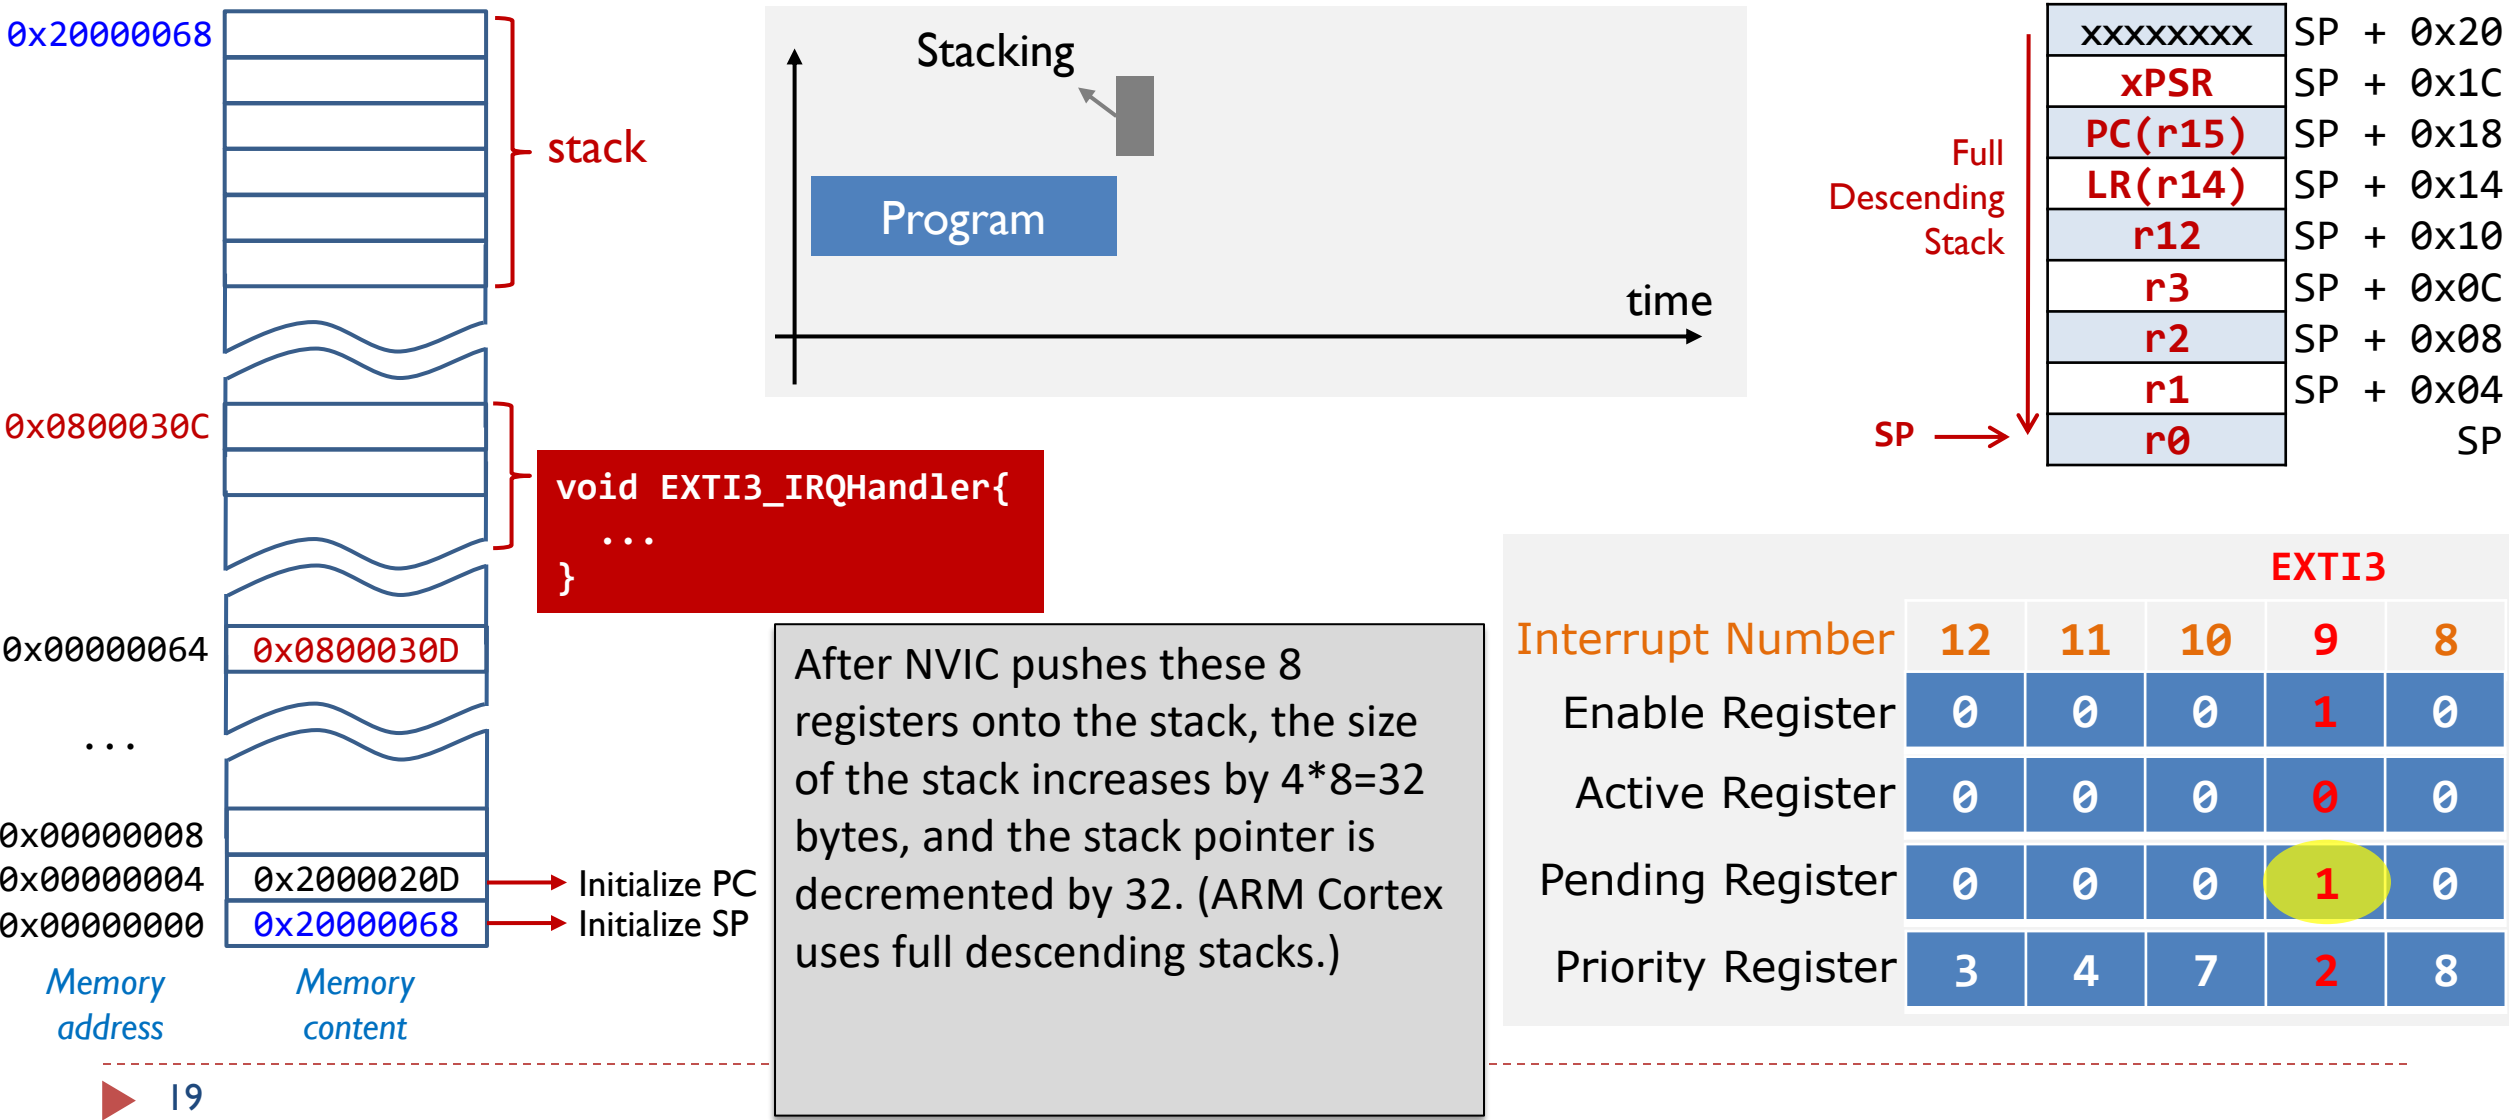 0x20000068
stack
0x0800030C
void EXTI3_IRQHandler{
...
}
0x00000064 0x0800030D
...
0x00000008
0x00000004 0x2000020D Initialize PC
0x00000000 0x20000068 Initialize SP
Memory address
Memory content
Stacking
Program
time
Full
Descending
Stack
SP
xxxxxxxx SP + 0x20
xPSR SP + 0x1C
PC(r15) SP + 0x18
LR(r14) SP + 0x14
r12 SP + 0x10
r3 SP + 0x0C
r2 SP + 0x08
r1 SP + 0x04
r0 SP
After NVIC pushes these 8
registers onto the stack, the size
of the stack increases by 4*8=32
bytes, and the stack pointer is
decremented by 32. (ARM Cortex
uses full descending stacks.)
EXTI3
Interrupt Number 12 11 10 9 8
Enable Register 0 0 0 1 0
Active Register 0 0 0 0 0
Pending Register 0 0 0 1 0
Priority Register 3 4 7 2 8
19